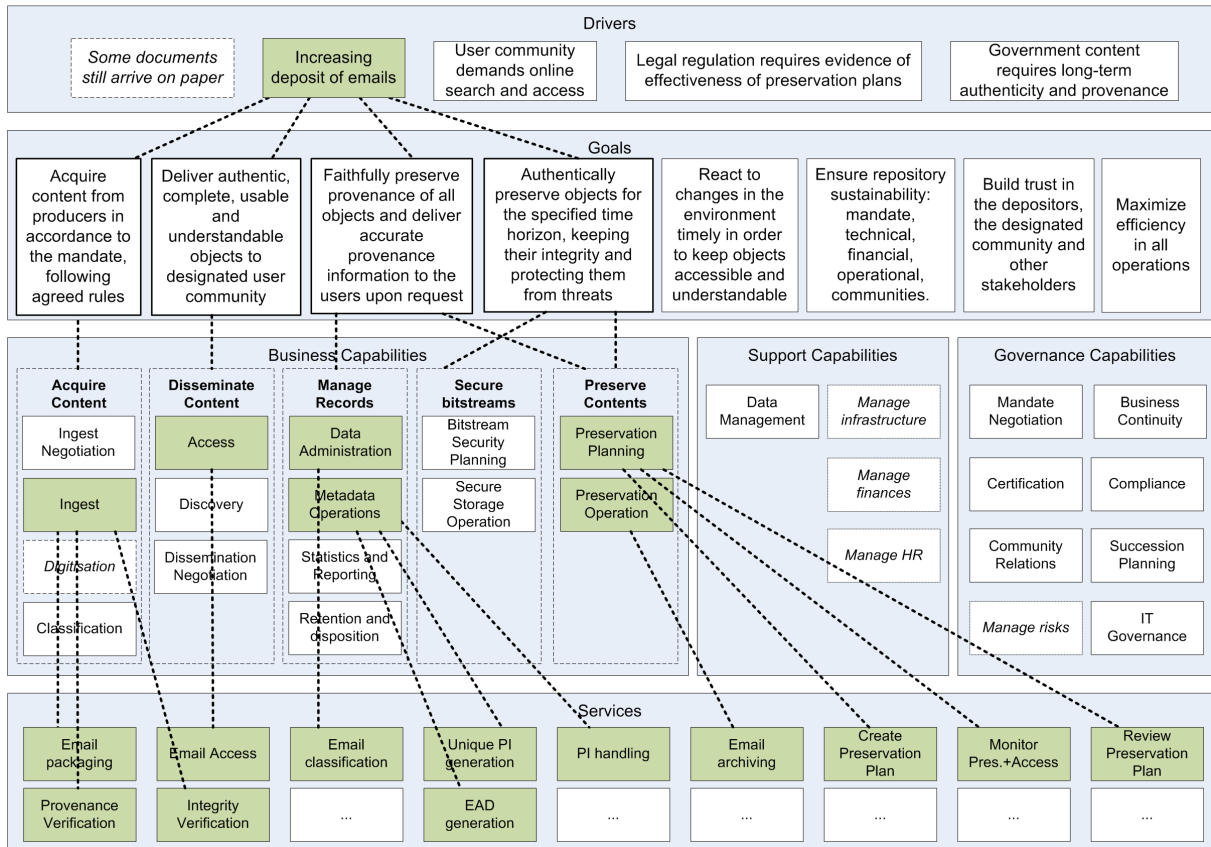 Drivers
Some documents
still arrive on paper
Increasing
deposit of emails
User community
demands online
search and access
Legal regulation requires evidence of
effectiveness of preservation plans
Government content
requires long-term
authenticity and provenance
Goals
Acquire
content from
producers in
accordance to
the mandate,
following
agreed rules
Deliver authentic,
complete, usable
and
understandable
objects to
designated user
community
Faithfully preserve
provenance of all
objects and deliver
accurate
provenance
information to the
users upon request
Authentically
preserve objects for
the specified time
horizon, keeping
their integrity and
protecting them
from threats
React to
changes in the
environment
timely in order
to keep objects
accessible and
understandable
Ensure repository
sustainability:
mandate,
technical,
financial,
operational,
communities.
Build trust in
the depositors,
the designated
community and
other
stakeholders
Maximize
efficiency
in all
operations
Business Capabilities
Acquire
Content
Ingest
Negotiation
Ingest
Digitisation
Classification
Disseminate
Content
Access
Discovery
Dissemination
Negotiation
Manage
Records
Data
Administration
Metadata
Operations
Statistics and
Reporting
Retention and
disposition
Secure
bitstreams
Bitstream
Security
Planning
Secure
Storage
Operation
Preserve
Contents
Preservation
Planning
Preservation
Operation
Support Capabilities
Data
Management
Manage
infrastructure
Manage
finances
Manage HR
Governance Capabilities
Mandate
Negotiation
Business
Continuity
Certification
Compliance
Community
Relations
Succession
Planning
Manage risks
IT
Governance
Services
Email
packaging
Email Access
Email
classification
Unique PI
generation
PI handling
Email
archiving
Create
Preservation
Plan
Monitor
Pres.+Access
Review
Preservation
Plan
Provenance
Verification
Integrity
Verification
...
EAD
generation
...
...
...
...
...